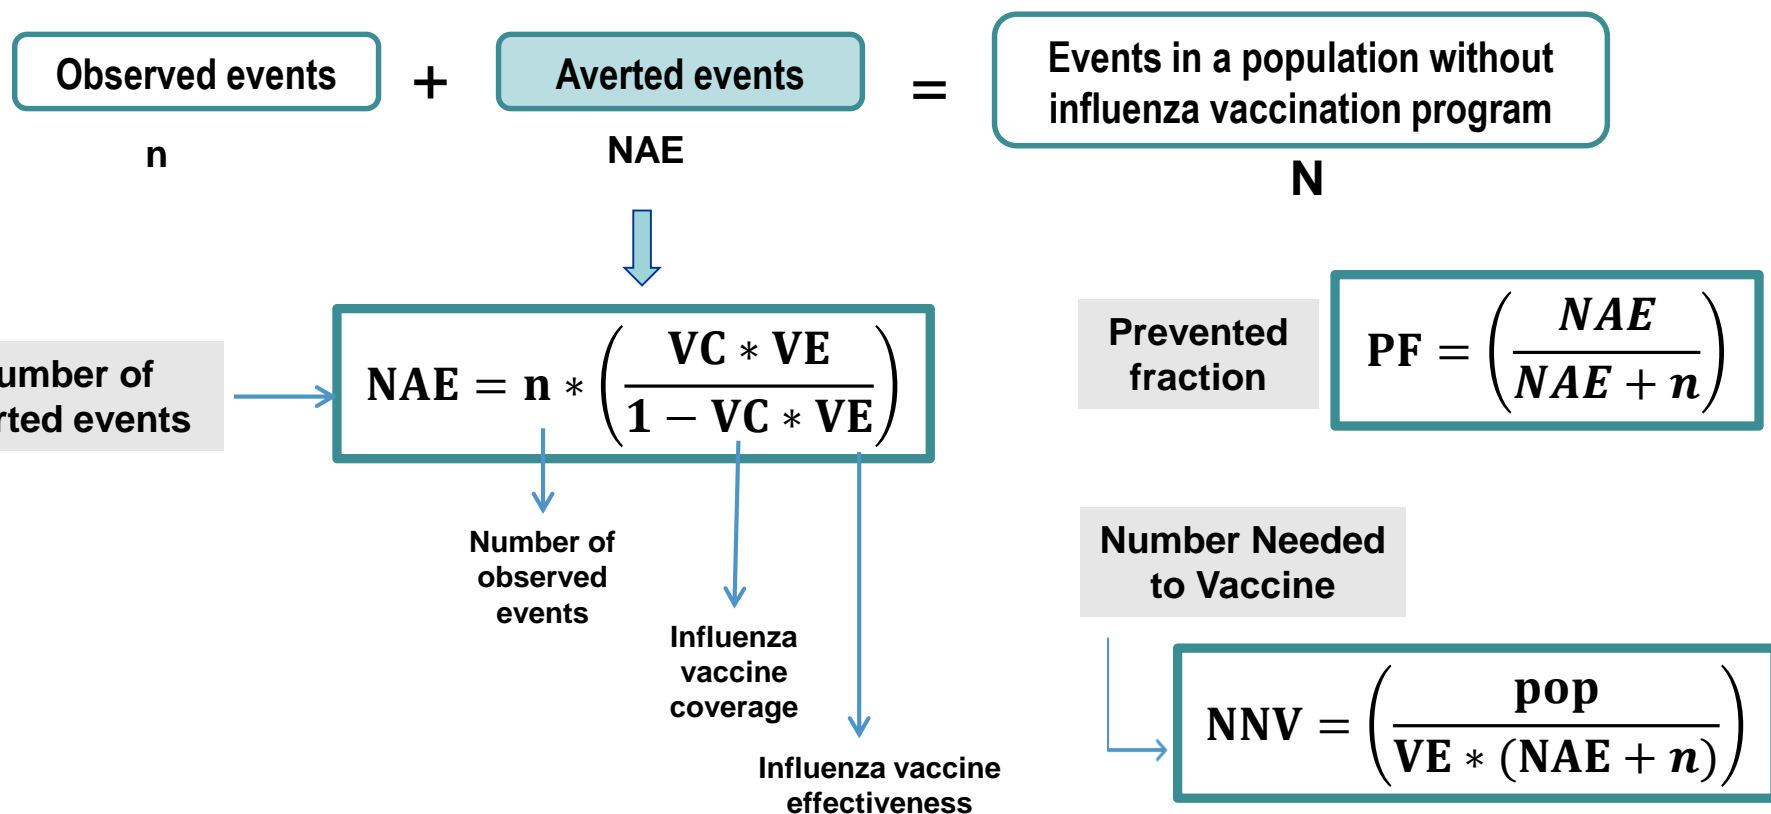 Observed events
+
Averted events
=
Events in a population without
influenza vaccination program
n
NAE
N
umber of
rted events
NAE = n * (VC * VE / 1 − VC * VE)
Prevented
fraction
PF = (NAE / NAE + n)
Number of
observed
events
Influenza
vaccine
coverage
Influenza vaccine
effectiveness
Number Needed
to Vaccine
NNV = (pop / VE * (NAE + n))